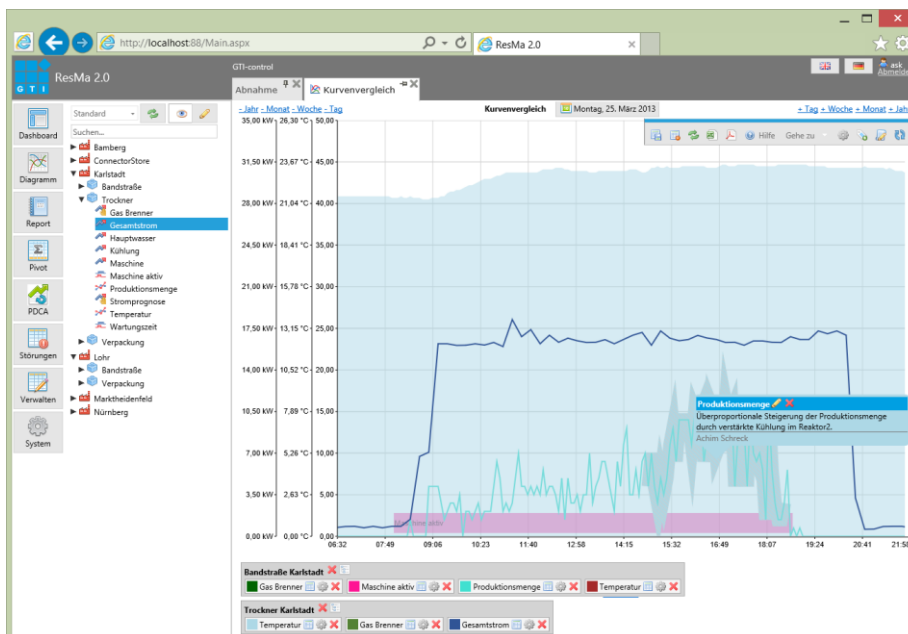 http://localhost:88/Main.aspx
ResMa 2.0
GTI
ResMa 2.0
GTI-control
ask
Abmelde
Abnahme
Kurvenvergleich
Dashboard
Diagramm
Report
Pivot
PDCA
Störungen
Verwalten
System
Standard
Suchen...
Bamberg
ConnectorStore
Karlstadt
Bandstraße
Trockner
Gas Brenner
Gesamtstrom
Hauptwasser
Kühlung
Maschine
Maschine aktiv
Produktionsmenge
Stromprognose
Temperatur
Wartungszeit
Verpackung
Lohr
Bandstraße
Verpackung
Marktheidenfeld
Nürnberg
- Jahr - Monat - Woche - Tag
Kurvenvergleich
Montag, 25. März 2013
+ Tag + Woche + Monat + Jahr
Hilfe Gehe zu
35,00 kW 26,30 °C 50,00
31,50 kW 23,67 °C 45,00
28,00 kW 21,04 °C 40,00
24,50 kW 18,41 °C 35,00
21,00 kW 15,78 °C 30,00
17,50 kW 13,15 °C 25,00
14,00 kW 10,52 °C 20,00
10,50 kW 7,89 °C 15,00
7,00 kW 5,26 °C 10,00
3,50 kW 2,63 °C 5,00
0,00 kW 0,00 °C 0,00
Produktionsmenge
Überproportionale Steigerung der Produktionsmenge
durch verstärkte Kühlung im Reaktor2.
Achim Schreck
06:32 07:49 09:06 10:23 11:40 12:58 14:15 15:32 16:49 18:07 19:24 20:41 21:58
Bandstraße Karlstadt
Gas Brenner Maschine aktiv Produktionsmenge Temperatur
Trockner Karlstadt
Temperatur Gas Brenner Gesamtstrom